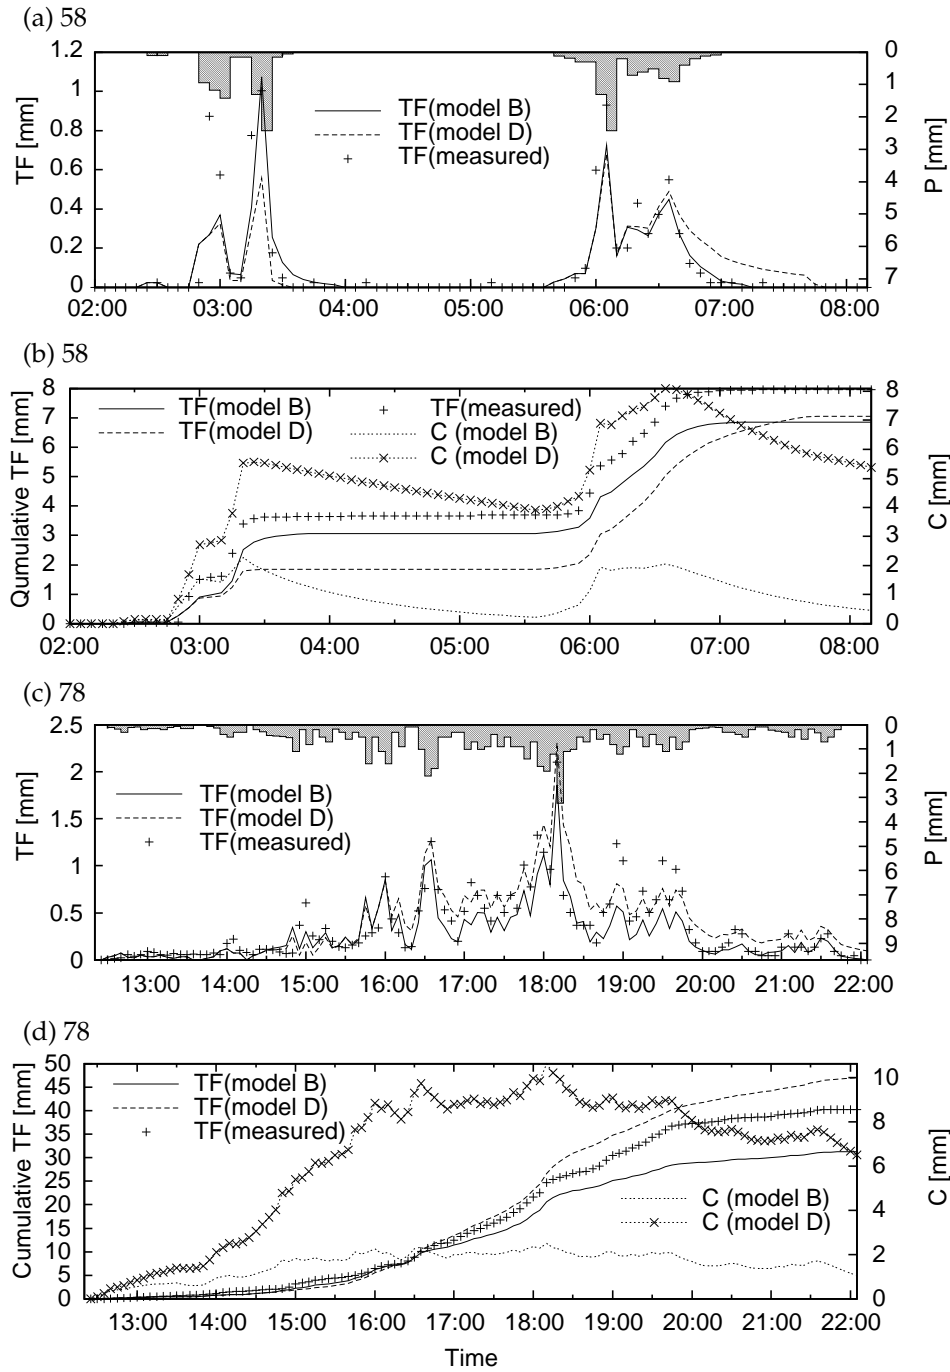 (a) 58
1.2
1
0.8
0.6
0.4
0.2
0
TF [mm]
TF(model B)
TF(model D)
TF(measured)
0
1
2
3
4
5
6
7
P [mm]
02:00 03:00 04:00 05:00 06:00 07:00 08:00
(b) 58
8
7
6
5
4
3
2
1
0
Qumulative TF [mm]
TF(model B)
TF(model D)
TF(measured)
C (model B)
C (model D)
8
7
6
5
4
3
2
1
0
C [mm]
02:00 03:00 04:00 05:00 06:00 07:00 08:00
(c) 78
2.5
2
1.5
1
0.5
0
TF [mm]
TF(model B)
TF(model D)
TF(measured)
0
1
2
3
4
5
6
7
8
9
P [mm]
13:00 14:00 15:00 16:00 17:00 18:00 19:00 20:00 21:00 22:00
(d) 78
50
45
40
35
30
25
20
15
10
5
0
Cumulative TF [mm]
TF(model B)
TF(model D)
TF(measured)
C (model B)
C (model D)
10
8
6
4
2
0
C [mm]
13:00 14:00 15:00 16:00 17:00 18:00 19:00 20:00 21:00 22:00
Time